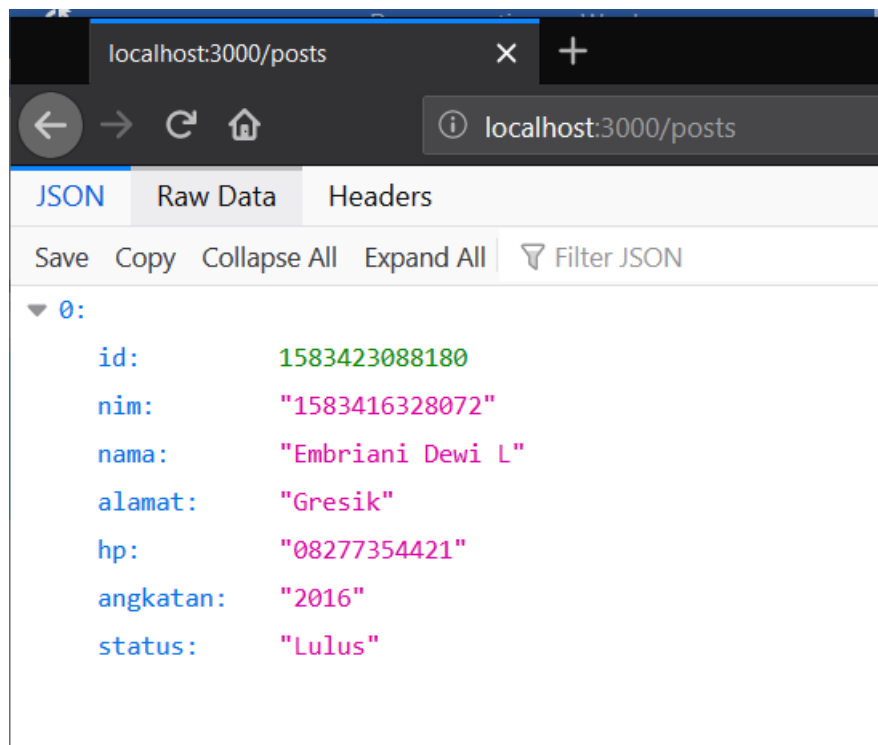 localhost:3000/posts
localhost:3000/posts
JSON Raw Data Headers
Save Copy Collapse All Expand All Filter JSON
0:
id: 1583423088180
nim: "1583416328072"
nama: "Embriani Dewi L"
alamat: "Gresik"
hp: "08277354421"
angkatan: "2016"
status: "Lulus"